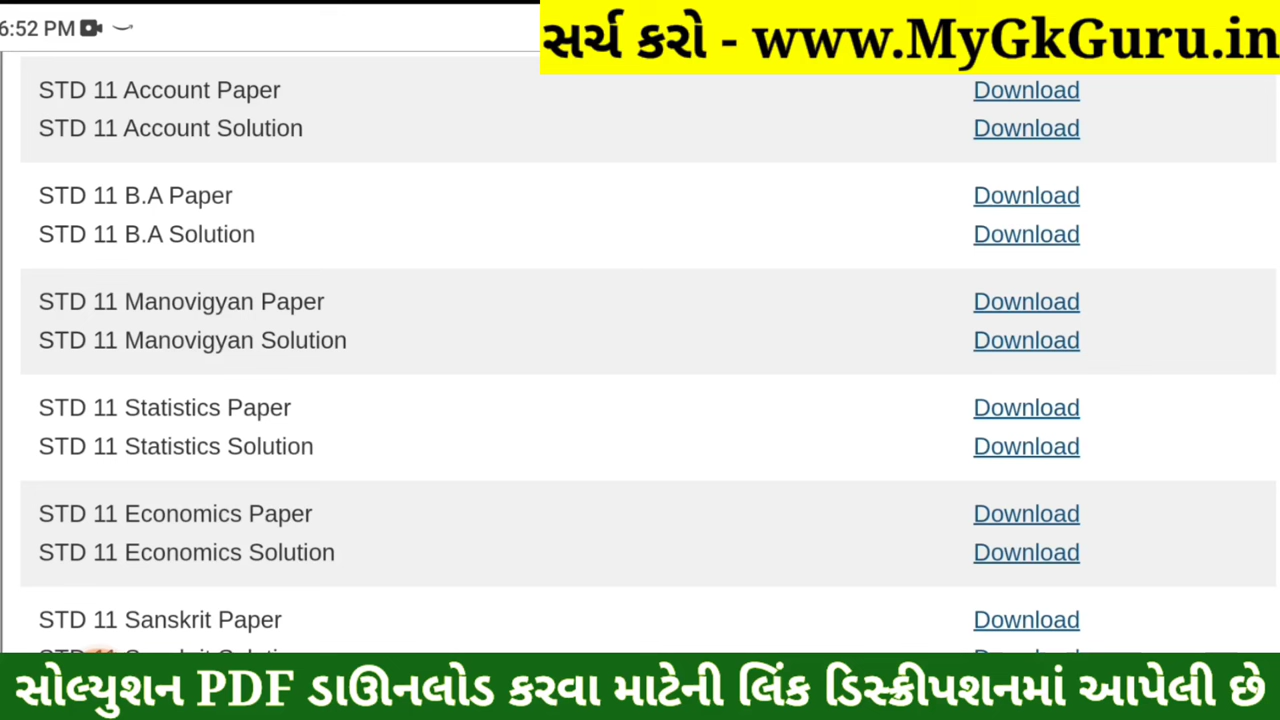 6:52 PM
સર્ચ કરો - www.MyGkGuru.in
STD 11 Account Paper Download
STD 11 Account Solution Download
STD 11 B.A Paper Download
STD 11 B.A Solution Download
STD 11 Manovigyan Paper Download
STD 11 Manovigyan Solution Download
STD 11 Statistics Paper Download
STD 11 Statistics Solution Download
STD 11 Economics Paper Download
STD 11 Economics Solution Download
STD 11 Sanskrit Paper Download
સોલ્યુશન PDF ડાઊનલોડ કરવા માટેની લિંક ડિસ્ક્રીપશનમાં આપેલી છે